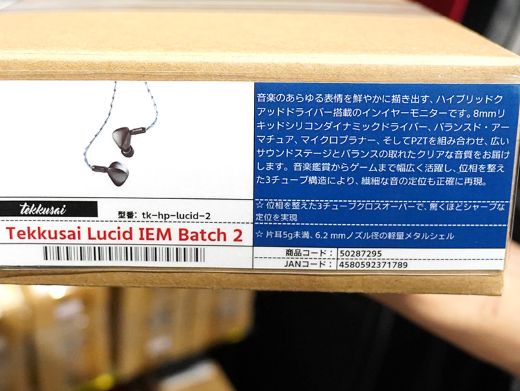 音楽のあらゆる表情を鮮やかに描き出す、ハイブリッドク
アッドドライバー搭載のインイヤーモニターです。8mmリ
キッドシリコンダイナミックドライバー、バランスド・アー
マチュア、マイクロプラナー、そしてPZTを組み合わせ、広い
サウンドステージとバランスの取れたクリアな音質をお届け
します。音楽鑑賞からゲームまで幅広く活躍し、位相を整え
た3チューブ構造により、繊細な音の定位も正確に再現。
☆ 位相を整えた3チューブクロスオーバーで、驚くほどシャープな
定位を実現
☆ 片耳5g未満、6.2 mmノズル径の軽量メタルシェル
tekkusai
型番: tk-hp-lucid-2
Tekkusai Lucid IEM Batch 2
商品コード: 50287295
JANコード: 4580592371789